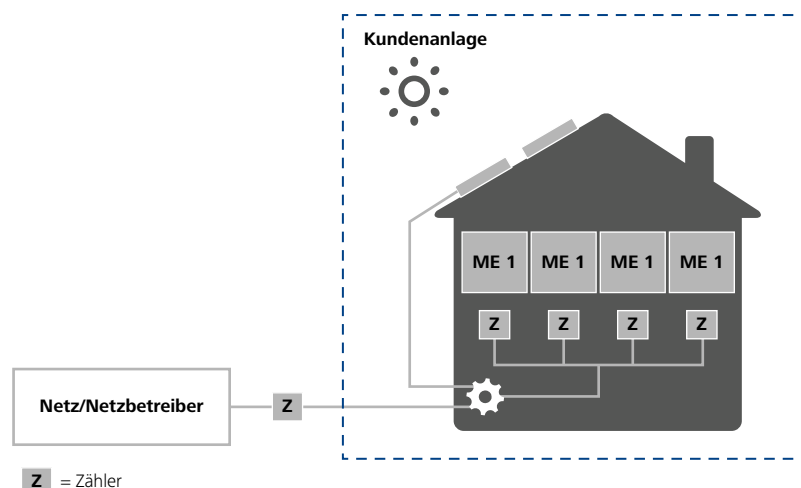 Kundenanlage
ME 1 ME 1 ME 1 ME 1
Z Z Z Z
Netz/Netzbetreiber Z
Z = Zähler